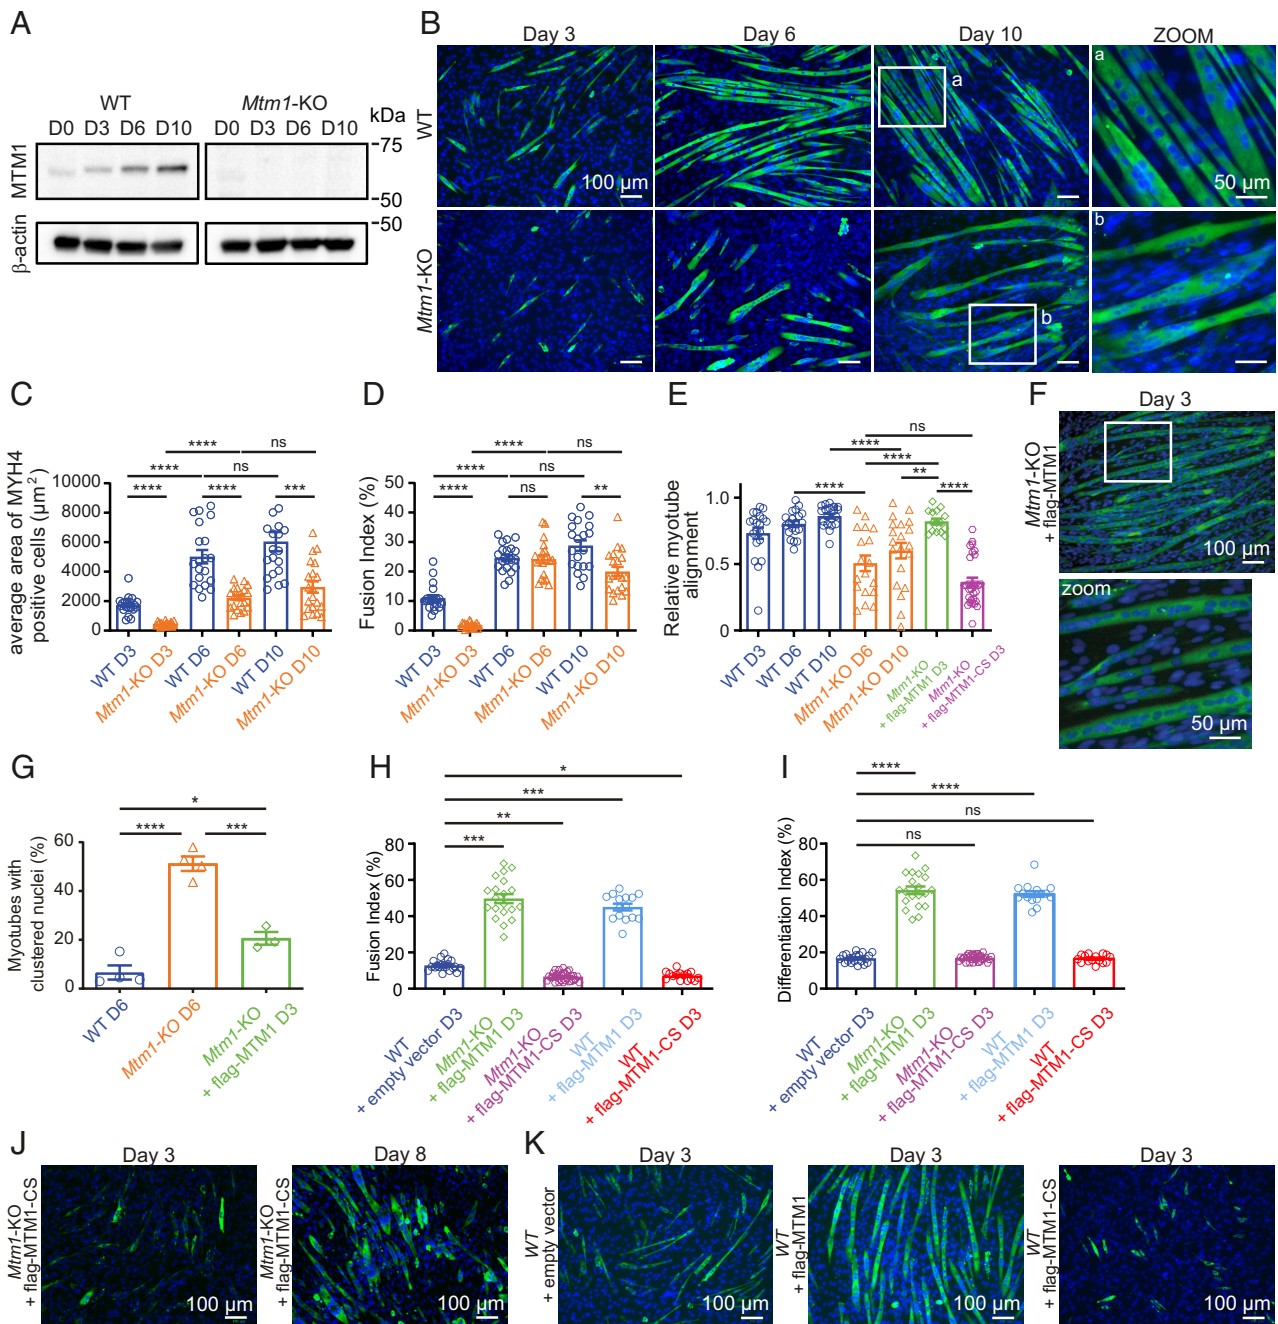 A
WT
Mtm1-KO
kDa
D0 D3 D6 D10
D0 D3 D6 D10
MTM1
-75
-50
β-actin
-50
B
Day 3
Day 6
Day 10
ZOOM
WT
100 µm
a
a
50 µm
Mtm1-KO
b
b
C
average area of MYH4
positive cells (µm²)
10000
8000
6000
4000
2000
0
****
ns
****
ns
****
****
***
WT D3
Mtm1-KO D3
WT D6
Mtm1-KO D6
WT D10
Mtm1-KO D10
D
Fusion Index (%)
50
40
30
20
10
0
****
ns
****
ns
****
ns
**
WT D3
Mtm1-KO D3
WT D6
Mtm1-KO D6
WT D10
Mtm1-KO D10
E
Relative myotube
alignment
1.0
0.5
0
ns
****
****
**
****
****
WT D3
WT D6
WT D10
Mtm1-KO D6
Mtm1-KO D10
Mtm1-KO
+ flag-MTM1 D3
Mtm1-KO
+ flag-MTM1-CS D3
F
Day 3
Mtm1-KO
+ flag-MTM1
100 µm
zoom
50 µm
G
Myotubes with
clustered nuclei (%)
60
40
20
0
*
****
***
WT D6
Mtm1-KO D6
Mtm1-KO
+ flag-MTM1 D3
H
Fusion Index (%)
80
60
40
20
0
*
***
**
***
WT
+ empty vector D3
Mtm1-KO
+ flag-MTM1 D3
Mtm1-KO
+ flag-MTM1-CS D3
WT
+ flag-MTM1 D3
WT
+ flag-MTM1-CS D3
I
Differentiation Index (%)
80
60
40
20
0
****
****
ns
ns
WT
+ empty vector D3
Mtm1-KO
+ flag-MTM1 D3
Mtm1-KO
+ flag-MTM1-CS D3
WT
+ flag-MTM1 D3
WT
+ flag-MTM1-CS D3
J
Day 3
Day 8
Mtm1-KO
+ flag-MTM1-CS
100 µm
Mtm1-KO
+ flag-MTM1-CS
100 µm
K
Day 3
Day 3
Day 3
WT
+ empty vector
100 µm
WT
+ flag-MTM1
100 µm
WT
+ flag-MTM1-CS
100 µm